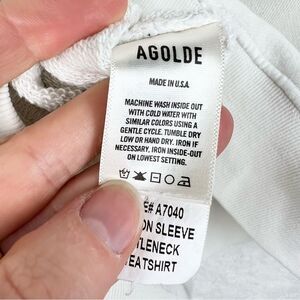 AGOLDE
MADE IN U.S.A.
MACHINE WASH INSIDE OUT
WITH COLD WATER WITH
SIMILAR COLORS USING A
GENTLE CYCLE. TUMBLE DRY
LOW OR HAND DRY. IRON IF
NECESSARY, IRON INSIDE-OUT
ON LOWEST SETTING.
# A7040
SLEEVE